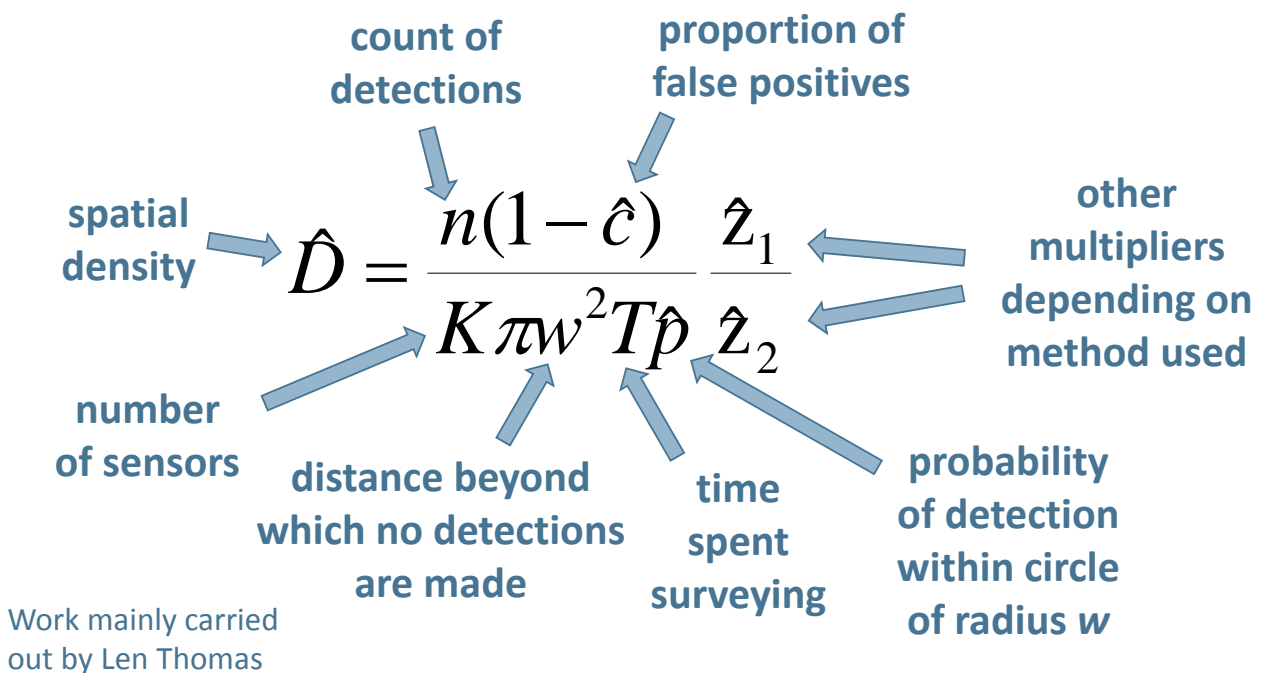 count of
detections
proportion of
false positives
spatial
density
D̂ = n(1 − ĉ) / Kπw²Tp̂ ẑ₁ / ẑ₂
other
multipliers
depending on
method used
number
of sensors
distance beyond
which no detections
are made
time
spent
surveying
probability
of detection
within circle
of radius w
Work mainly carried
out by Len Thomas